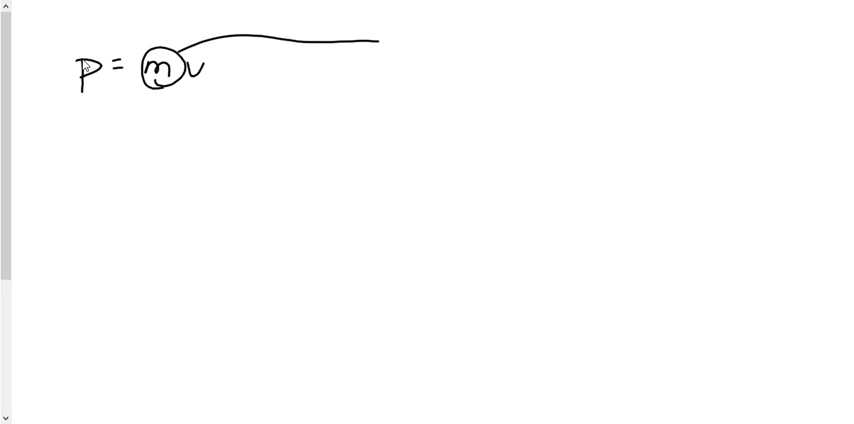 p = mv